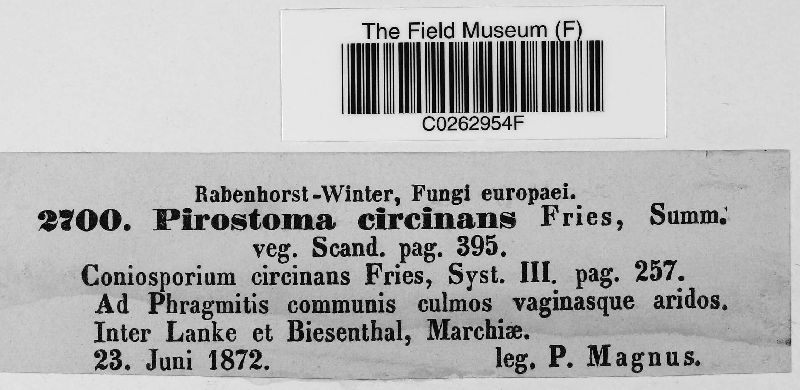 The Field Museum (F)
C0262954F
Rabenhorst-Winter, Fungi europaei.
2700. Pirostoma circinans Fries, Summ.
veg. Scand. pag. 395.
Coniosporium circinans Fries, Syst. III. pag. 257.
Ad Phragmitis communis culmos vaginasque aridos.
Inter Lanke et Biesenthal, Marchiæ.
23. Juni 1872. leg. P. Magnus.